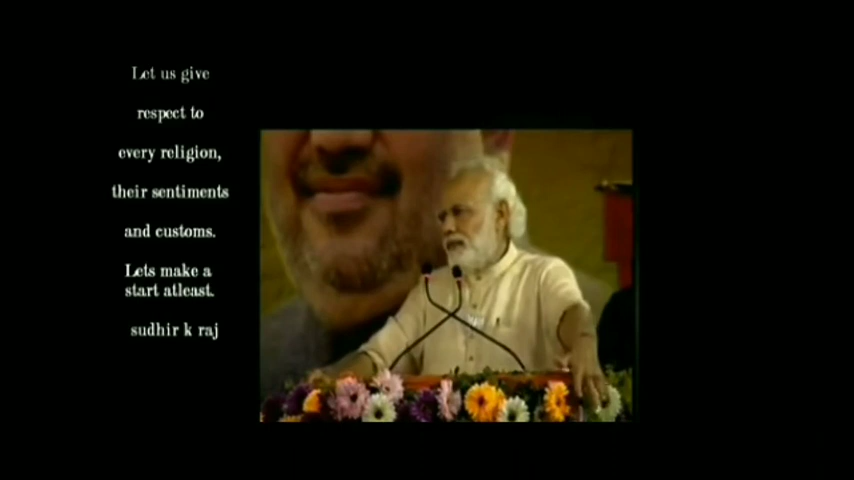 Let us give
respect to
every religion,
their sentiments
and customs.
Lets make a
start atleast.
sudhir k raj